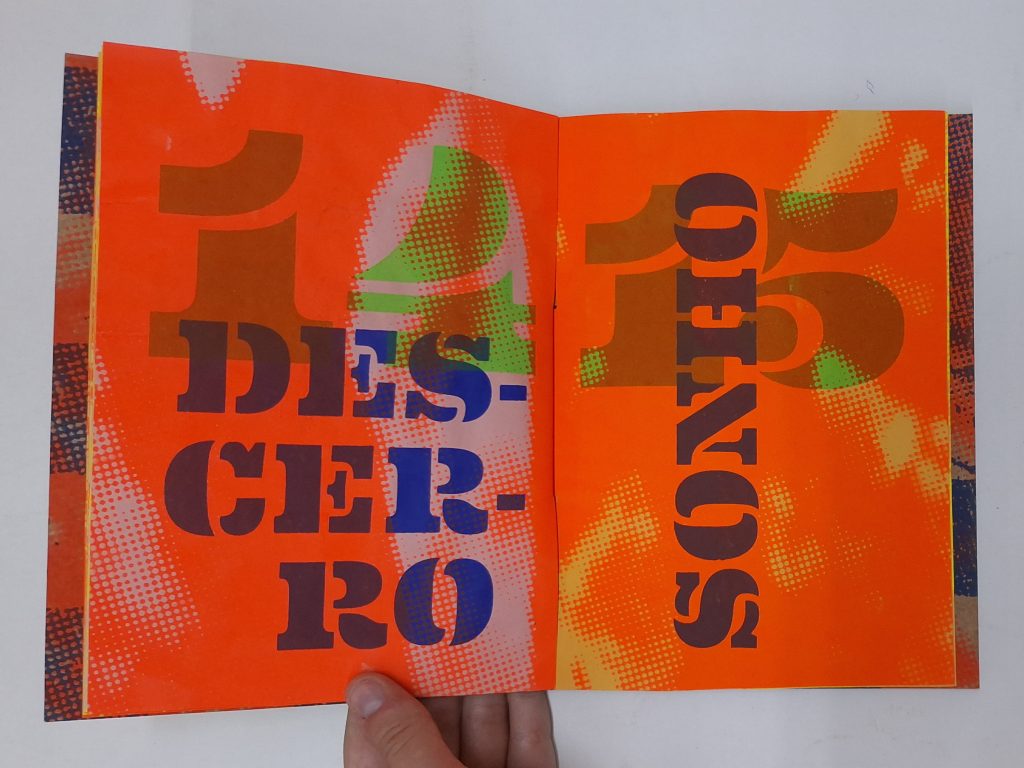 14
DES-
CER-
RO
15
SONHO